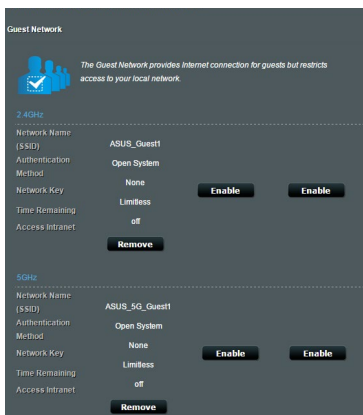 Guest Network
The Guest Network provides Internet connection for guests but restricts
access to your local network.
2.4GHz
Network Name
(SSID)
ASUS_Guest1
Authentication
Method
Open System
Network Key
None
Enable
Enable
Time Remaining
Limitless
Access Intranet
off
Remove
5GHz
Network Name
(SSID)
ASUS_5G_Guest1
Authentication
Method
Open System
Network Key
None
Enable
Enable
Time Remaining
Limitless
Access Intranet
off
Remove